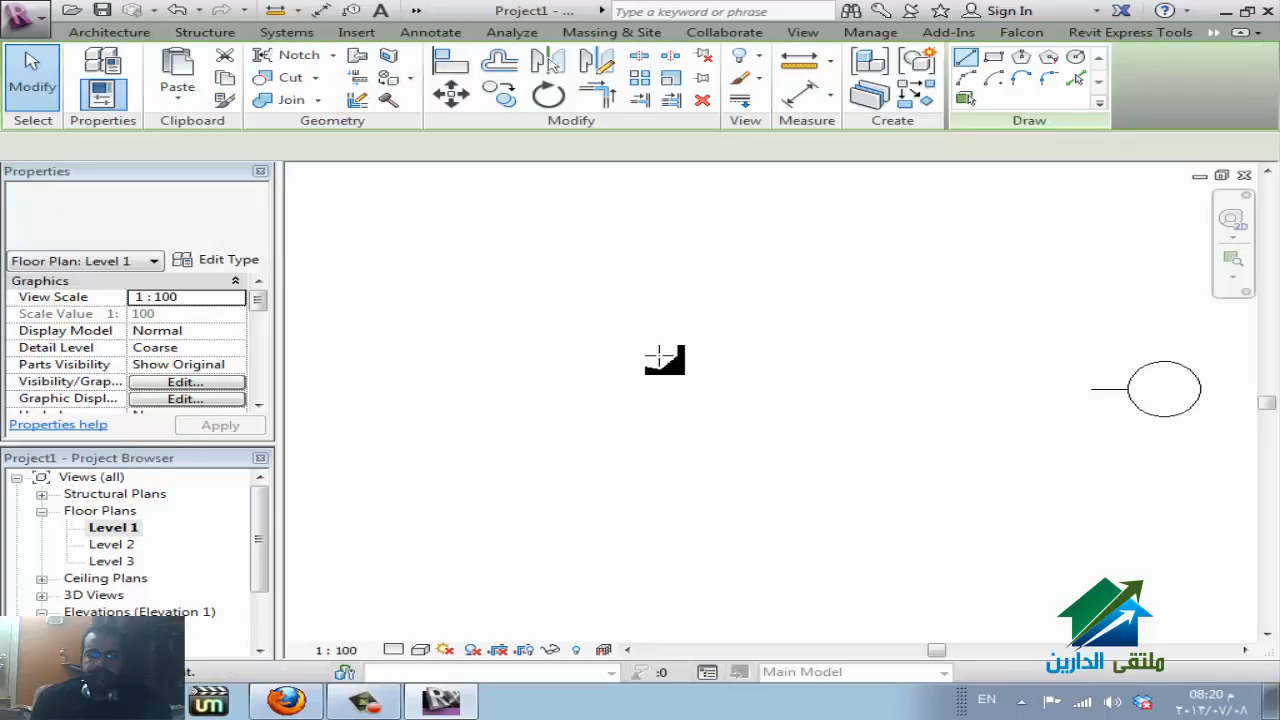 Project1 - ...
Type a keyword or phrase
Sign In
Architecture
Structure
Systems
Insert
Annotate
Analyze
Massing & Site
Collaborate
View
Manage
Add-Ins
Falcon
Revit Express Tools
Modify
Paste
Notch
Cut
Join
Select
Properties
Clipboard
Geometry
Modify
View
Measure
Create
Draw
Properties
Floor Plan: Level 1
Edit Type
Graphics
View Scale
1 : 100
Scale Value 1:
100
Display Model
Normal
Detail Level
Coarse
Parts Visibility
Show Original
Visibility/Grap...
Edit...
Graphic Displ...
Edit...
Properties help
Apply
Project1 - Project Browser
Views (all)
Structural Plans
Floor Plans
Level 1
Level 2
Level 3
Ceiling Plans
3D Views
Elevations (Elevation 1)
2D
ملتقى الدارين
1 : 100
:0
Main Model
um
EN
08:20 م
٢٠١٣/٠٧/٠٨